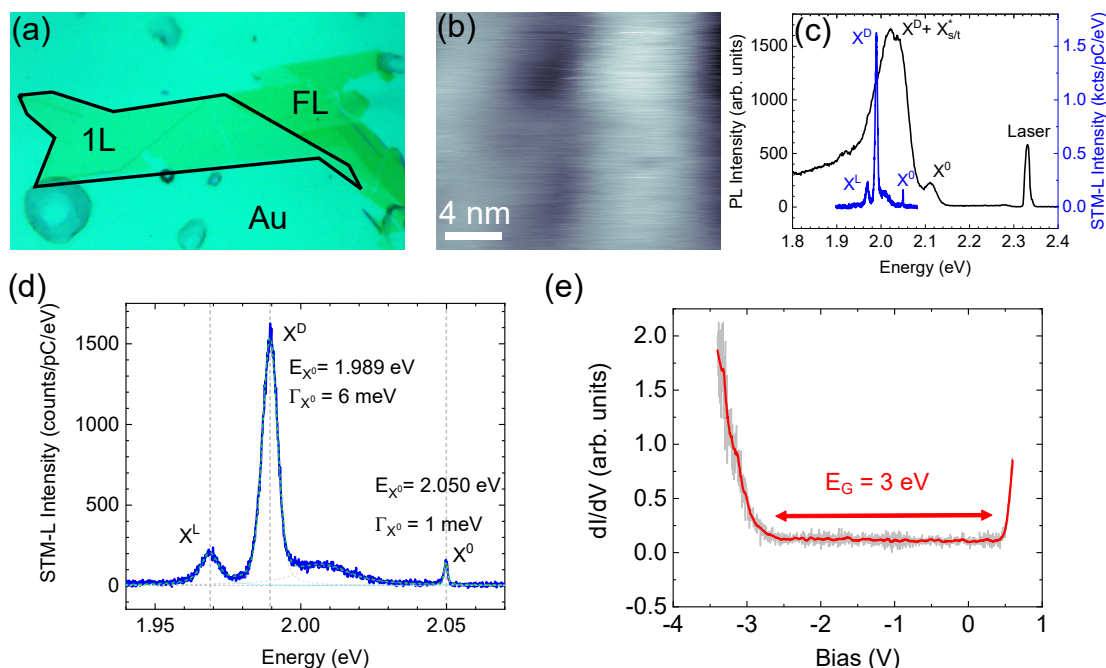 (a)
1L
FL
Au
(b)
4 nm
(c)
PL Intensity (arb. units)
1500
1000
500
0
X^D
X^D+ X^*_{s/t}
X^L
X^0
X^0
Laser
1.5
1.0
0.5
0.0
STM-L Intensity (kcts/pC/eV)
1.8 1.9 2.0 2.1 2.2 2.3 2.4
Energy (eV)
(d)
STM-L Intensity (counts/pC/eV)
1500
1000
500
0
X^D
E_{X^0}= 1.989 eV
Γ_{X^0} = 6 meV
E_{X^0}= 2.050 eV
Γ_{X^0} = 1 meV
X^L
X^0
1.95 2.00 2.05
Energy (eV)
(e)
dI/dV (arb. units)
2.0
1.5
1.0
0.5
0.0
-0.5
E_G = 3 eV
-4 -3 -2 -1 0 1
Bias (V)